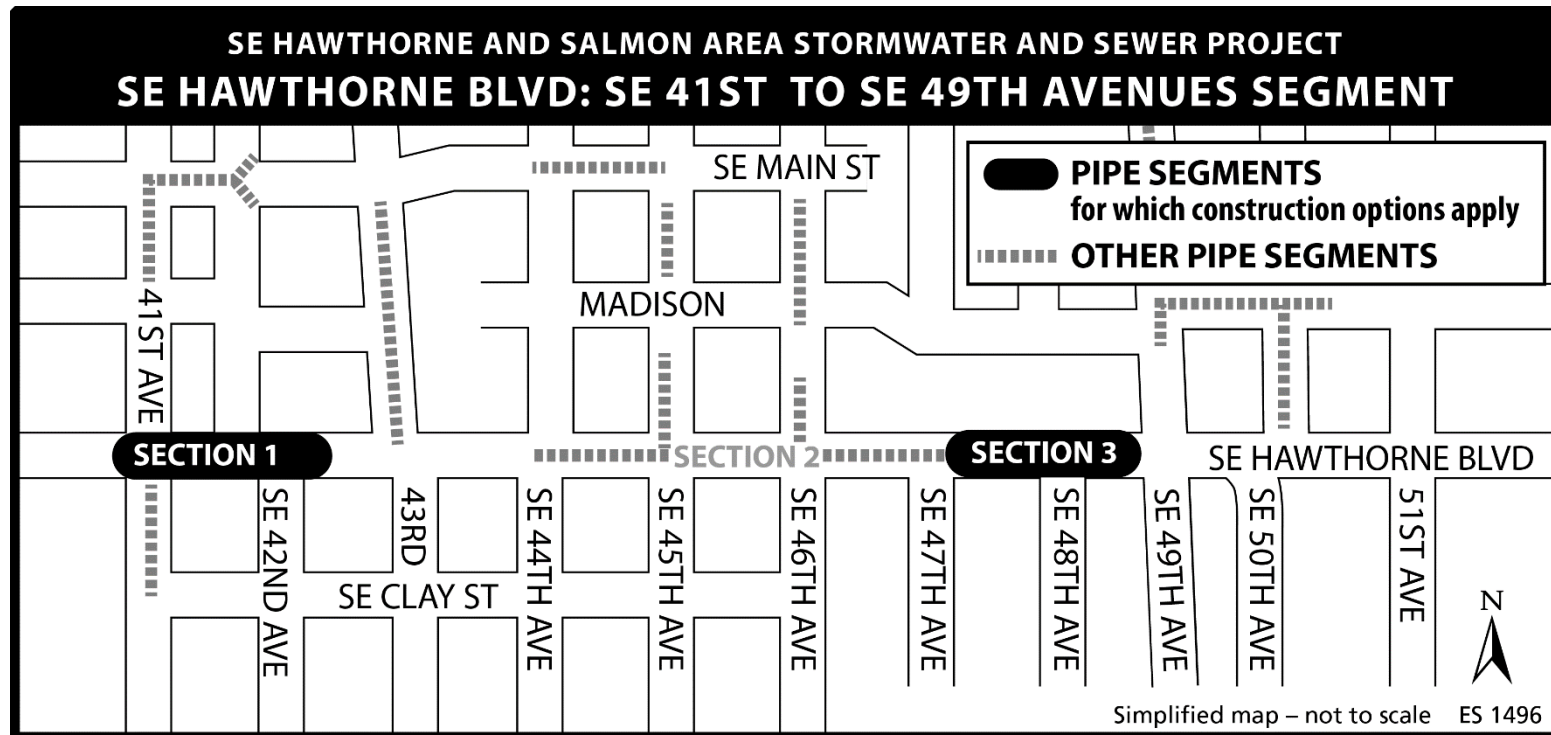 SE HAWTHORNE AND SALMON AREA STORMWATER AND SEWER PROJECT
SE HAWTHORNE BLVD: SE 41ST TO SE 49TH AVENUES SEGMENT
PIPE SEGMENTS
for which construction options apply
OTHER PIPE SEGMENTS
SE MAIN ST
MADISON
41ST AVE
SECTION 1
SECTION 2
SECTION 3
SE HAWTHORNE BLVD
SE 42ND AVE
43RD
SE 44TH AVE
SE 45TH AVE
SE 46TH AVE
SE 47TH AVE
SE 48TH AVE
SE 49TH AVE
SE 50TH AVE
51ST AVE
SE CLAY ST
N
Simplified map – not to scale ES 1496